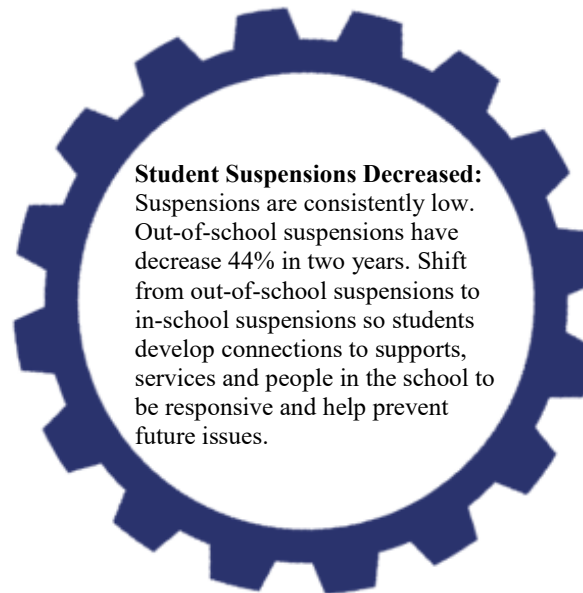 Student Suspensions Decreased:
Suspensions are consistently low.
Out-of-school suspensions have
decrease 44% in two years. Shift
from out-of-school suspensions to
in-school suspensions so students
develop connections to supports,
services and people in the school to
be responsive and help prevent
future issues.